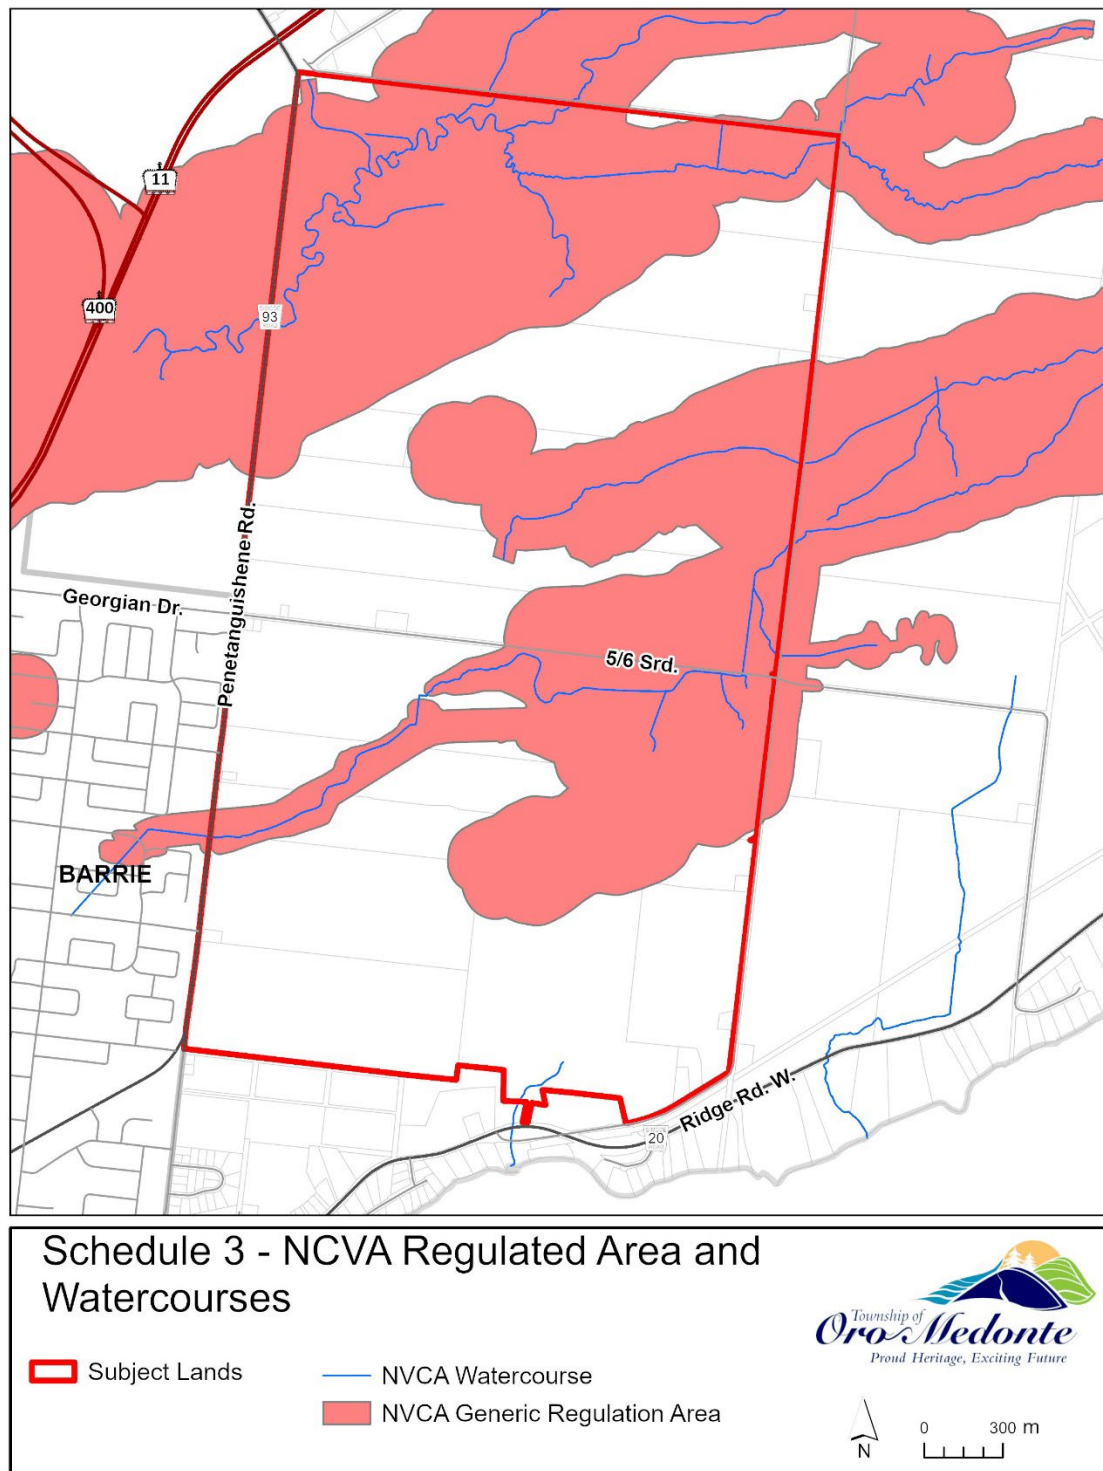 11
400
93
Penetanguishene Rd.
Georgian Dr.
5/6 Srd.
BARRIE
Ridge Rd. W.
20
Schedule 3 - NCVA Regulated Area and
Watercourses
Subject Lands
NVCA Watercourse
NVCA Generic Regulation Area
Township of
Oro-Medonte
Proud Heritage, Exciting Future
N
0 300 m